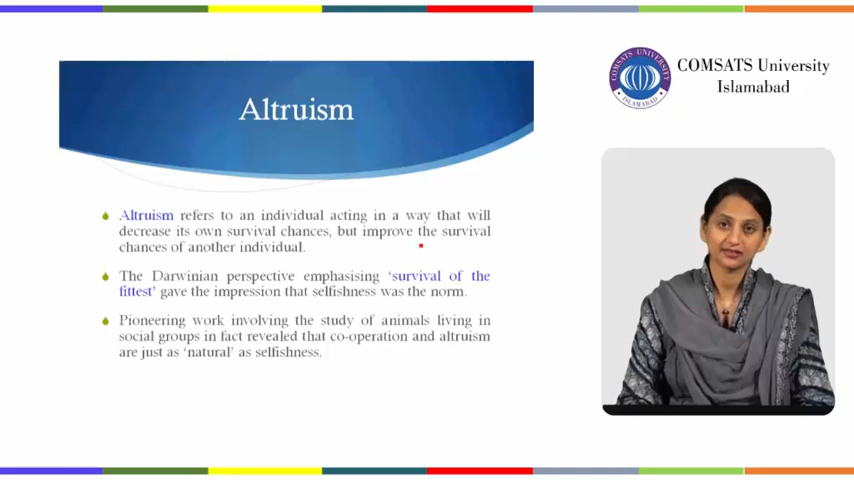 COMSATS University
Islamabad
COMSATS UNIVERSITY
ISLAMABAD
Altruism
Altruism refers to an individual acting in a way that will
decrease its own survival chances, but improve the survival
chances of another individual.
The Darwinian perspective emphasising ‘survival of the
fittest’ gave the impression that selfishness was the norm.
Pioneering work involving the study of animals living in
social groups in fact revealed that co-operation and altruism
are just as ‘natural’ as selfishness.